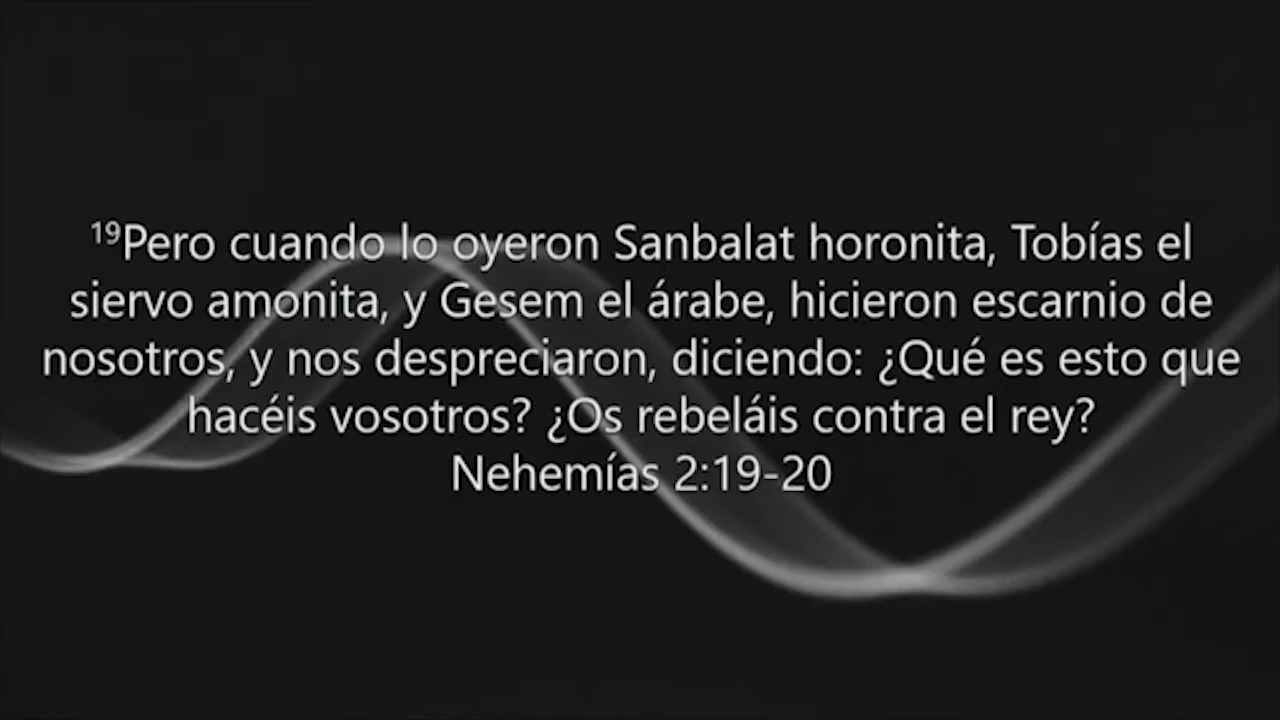 ¹⁹Pero cuando lo oyeron Sanbalat horonita, Tobías el
siervo amonita, y Gesem el árabe, hicieron escarnio de
nosotros, y nos despreciaron, diciendo: ¿Qué es esto que
hacéis vosotros? ¿Os rebeláis contra el rey?
Nehemías 2:19-20